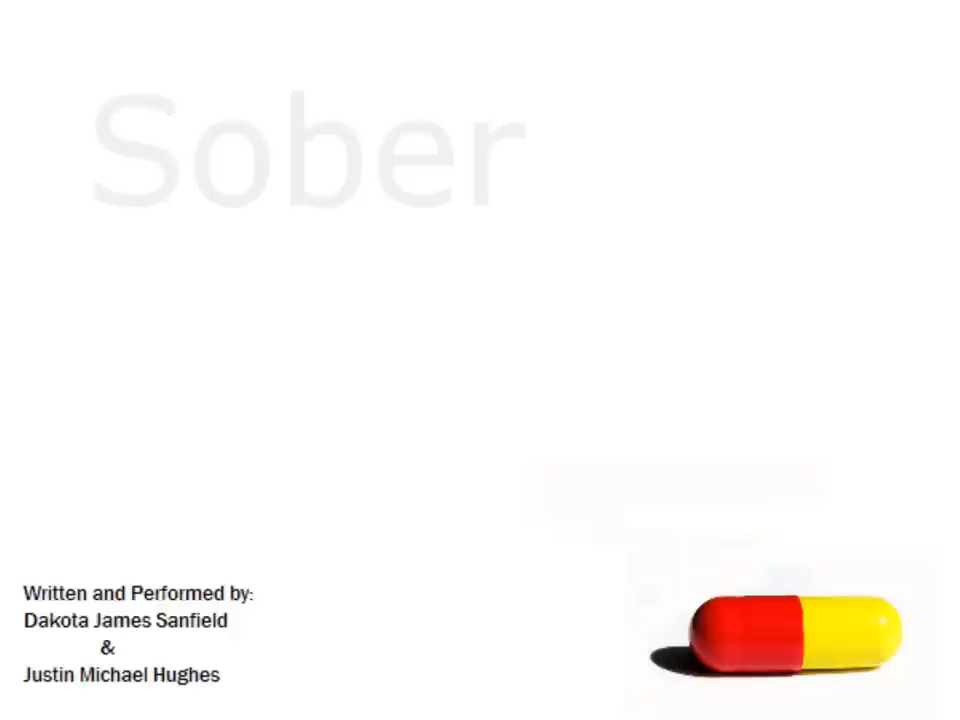 Sober
Written and Performed by:
Dakota James Sanfield
&
Justin Michael Hughes